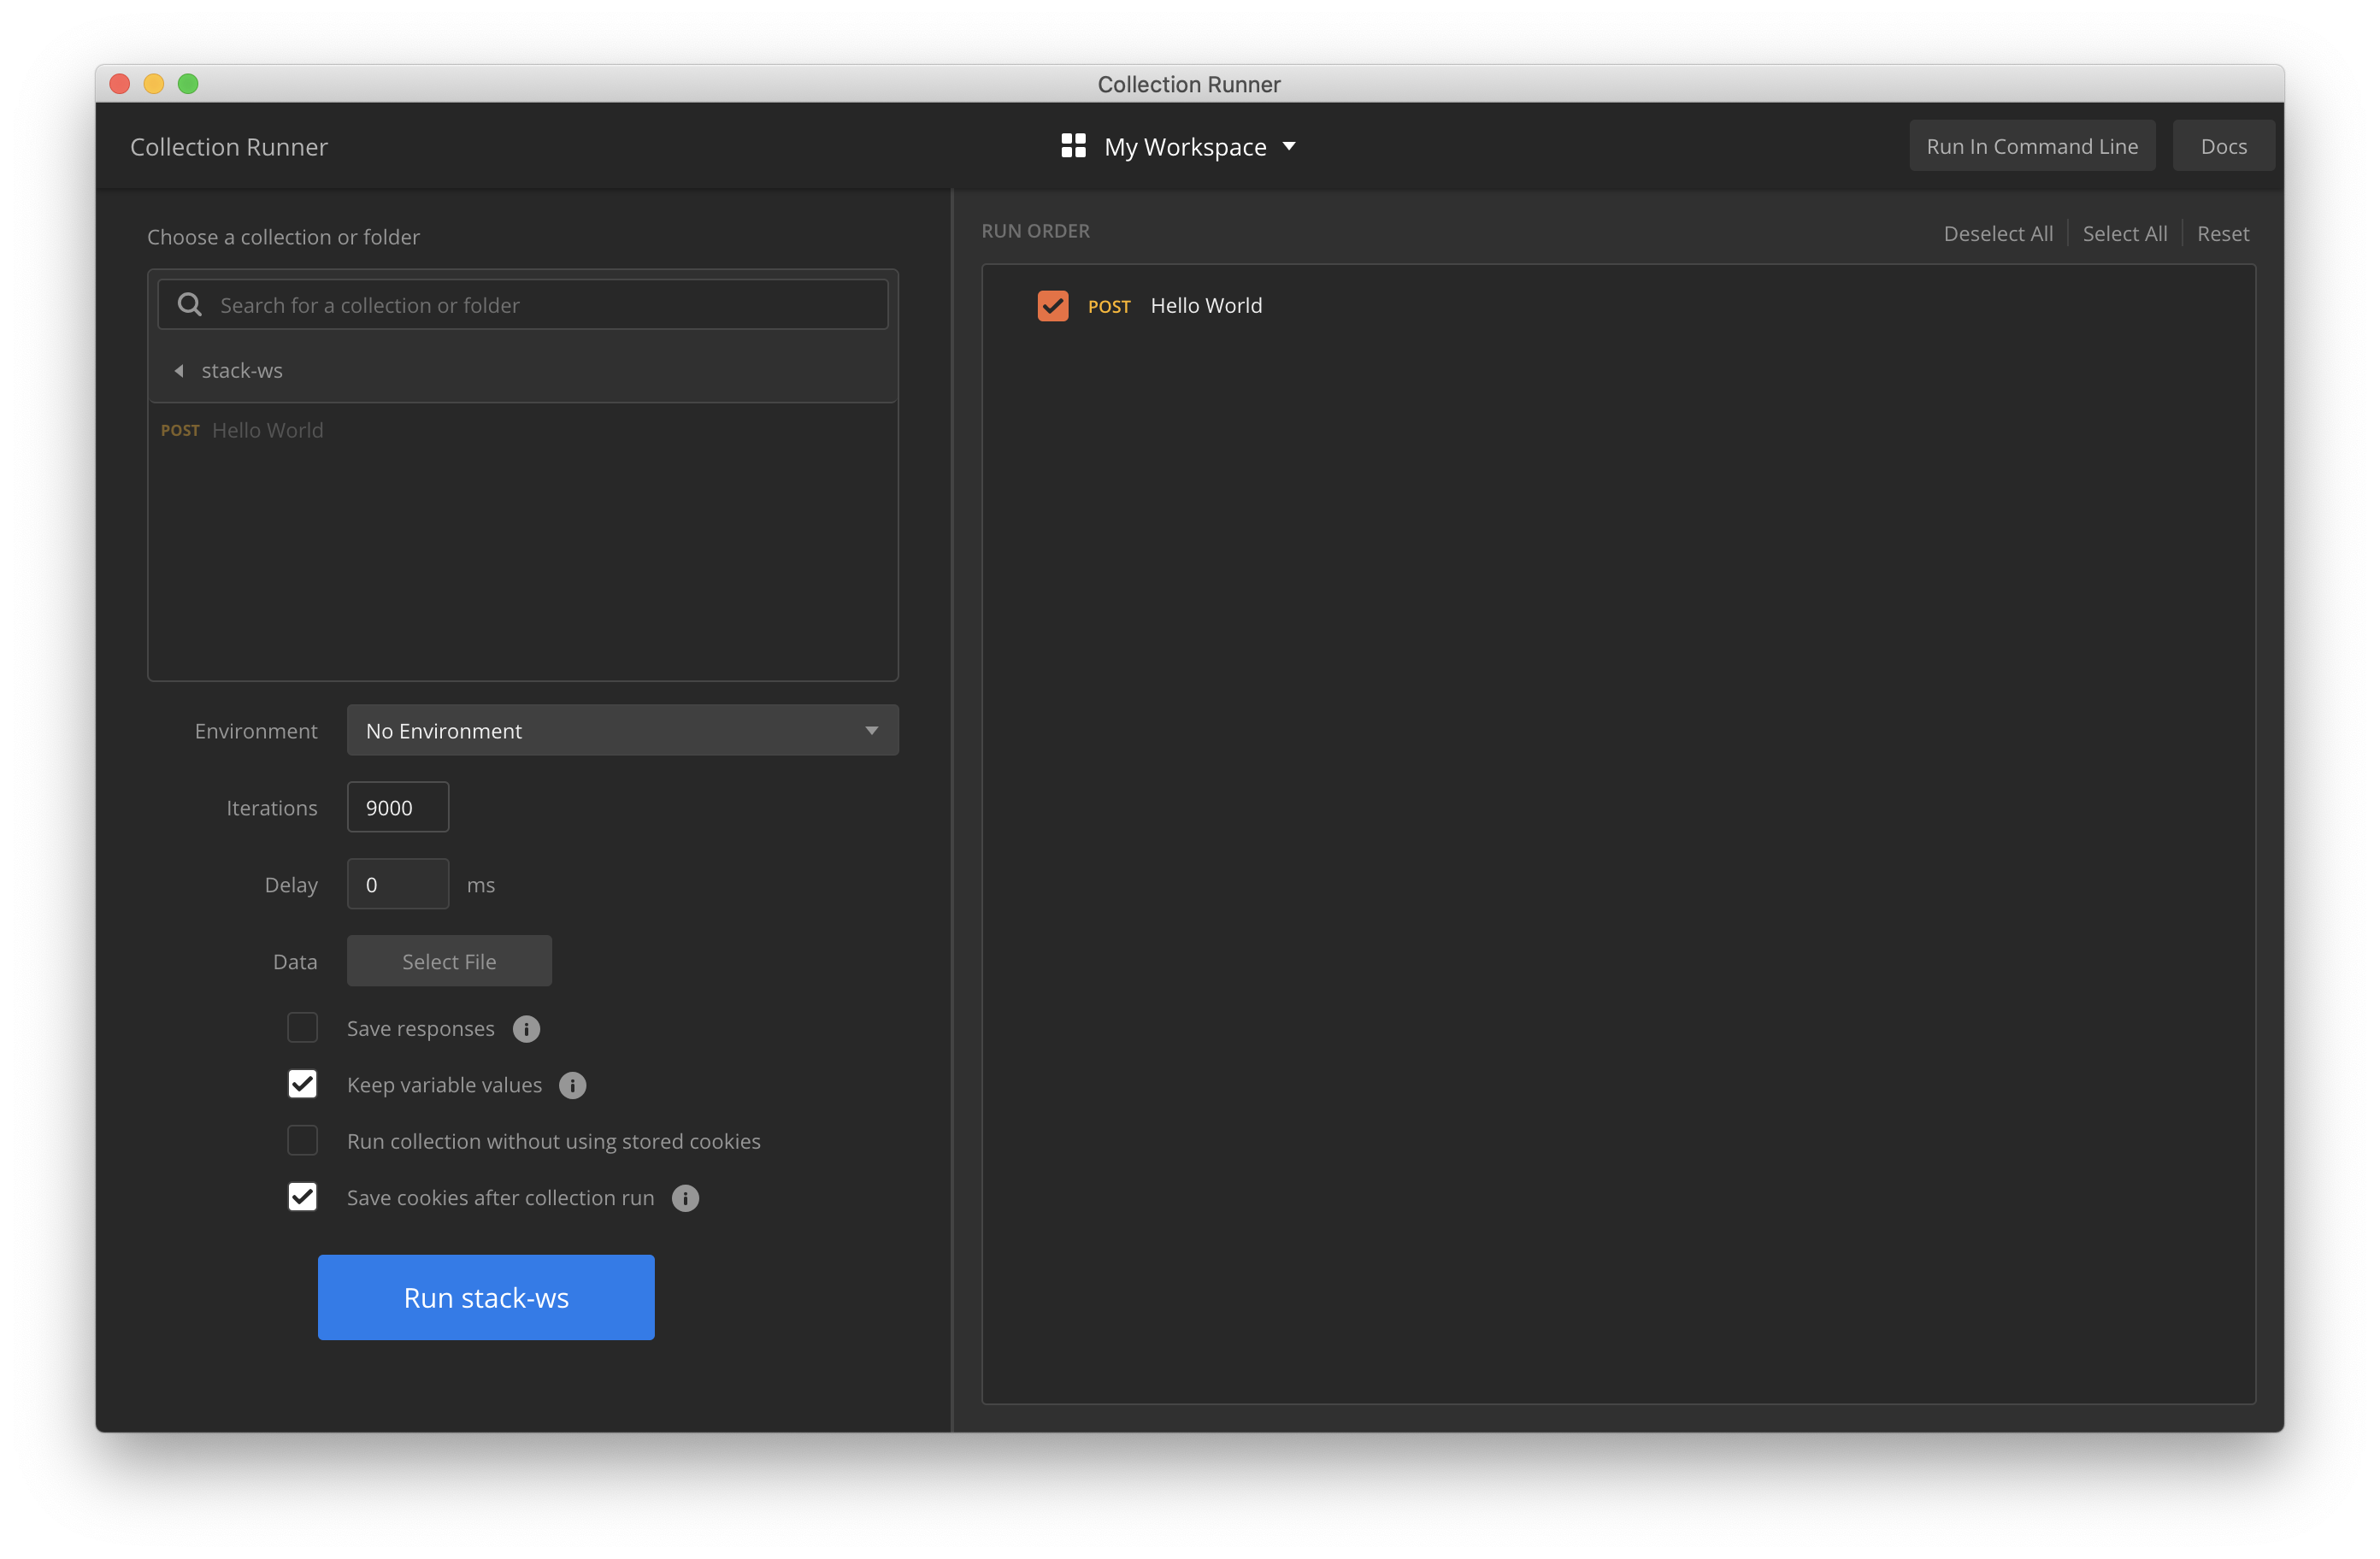 Collection Runner
Collection Runner
My Workspace
Run In Command Line
Docs
Choose a collection or folder
Search for a collection or folder
stack-ws
POST Hello World
Environment
No Environment
Iterations
9000
Delay
0
ms
Data
Select File
Save responses
Keep variable values
Run collection without using stored cookies
Save cookies after collection run
Run stack-ws
RUN ORDER
Deselect All
Select All
Reset
POST Hello World